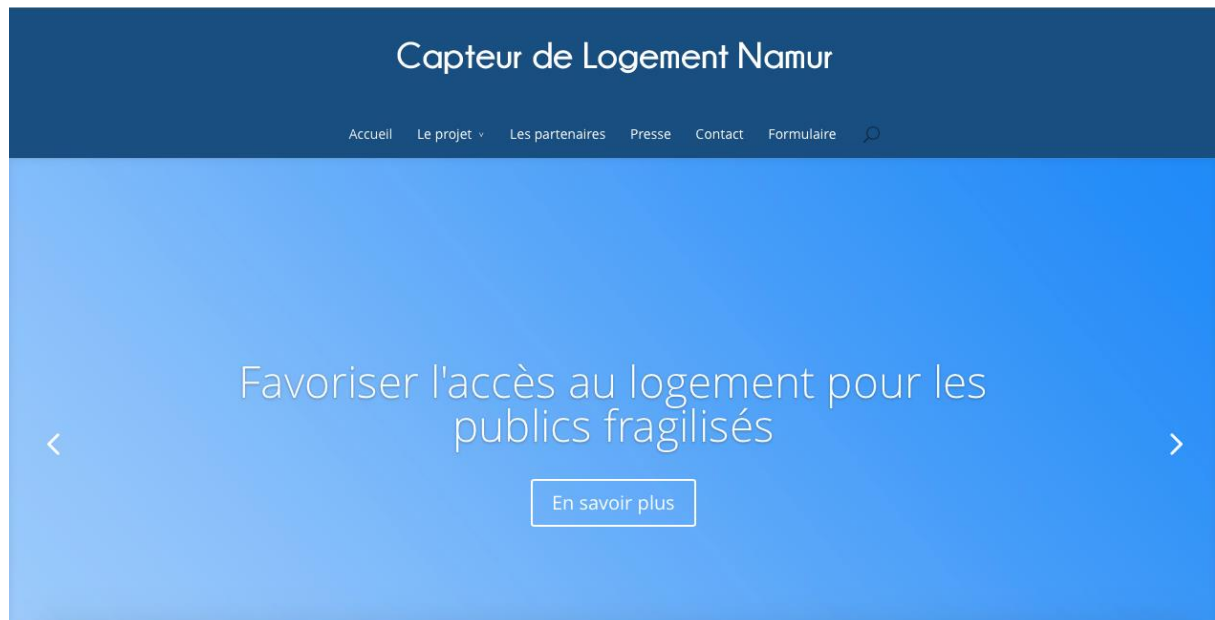 Capteur de Logement Namur
Accueil Le projet Les partenaires Presse Contact Formulaire
Favoriser l'accès au logement pour les
publics fragilisés
En savoir plus